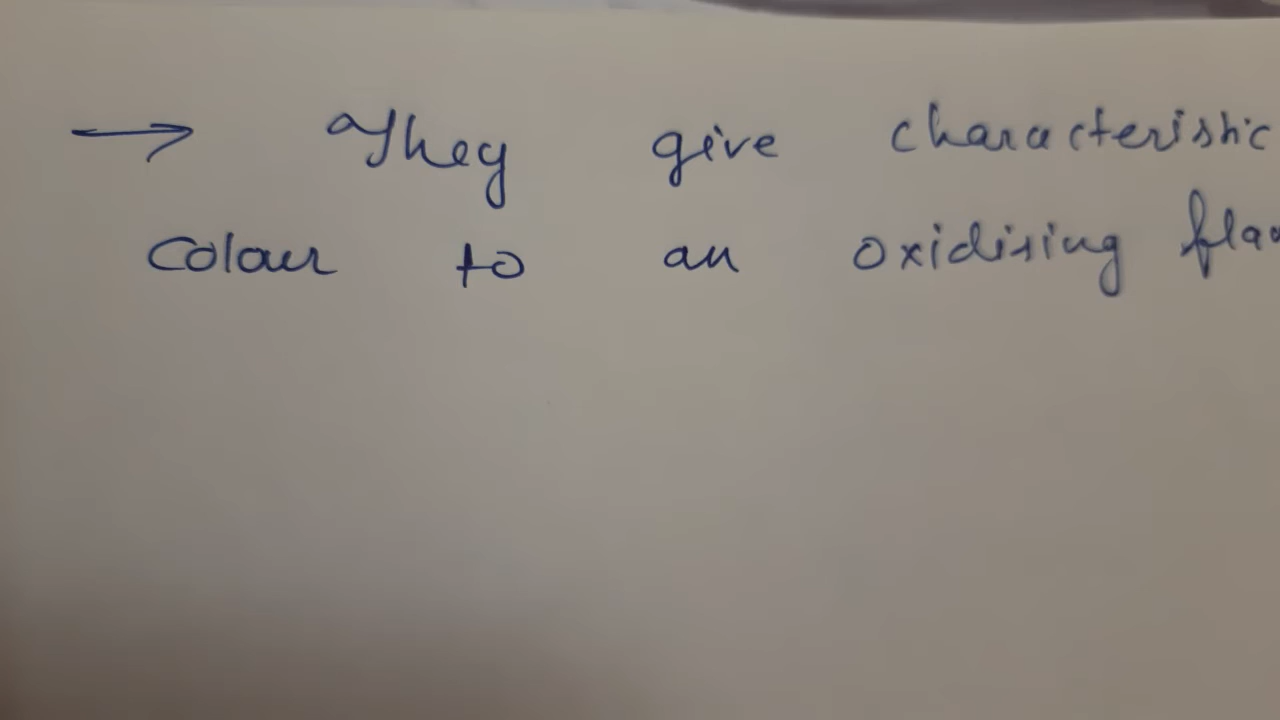 → They give characteristic
Colour to an oxidising